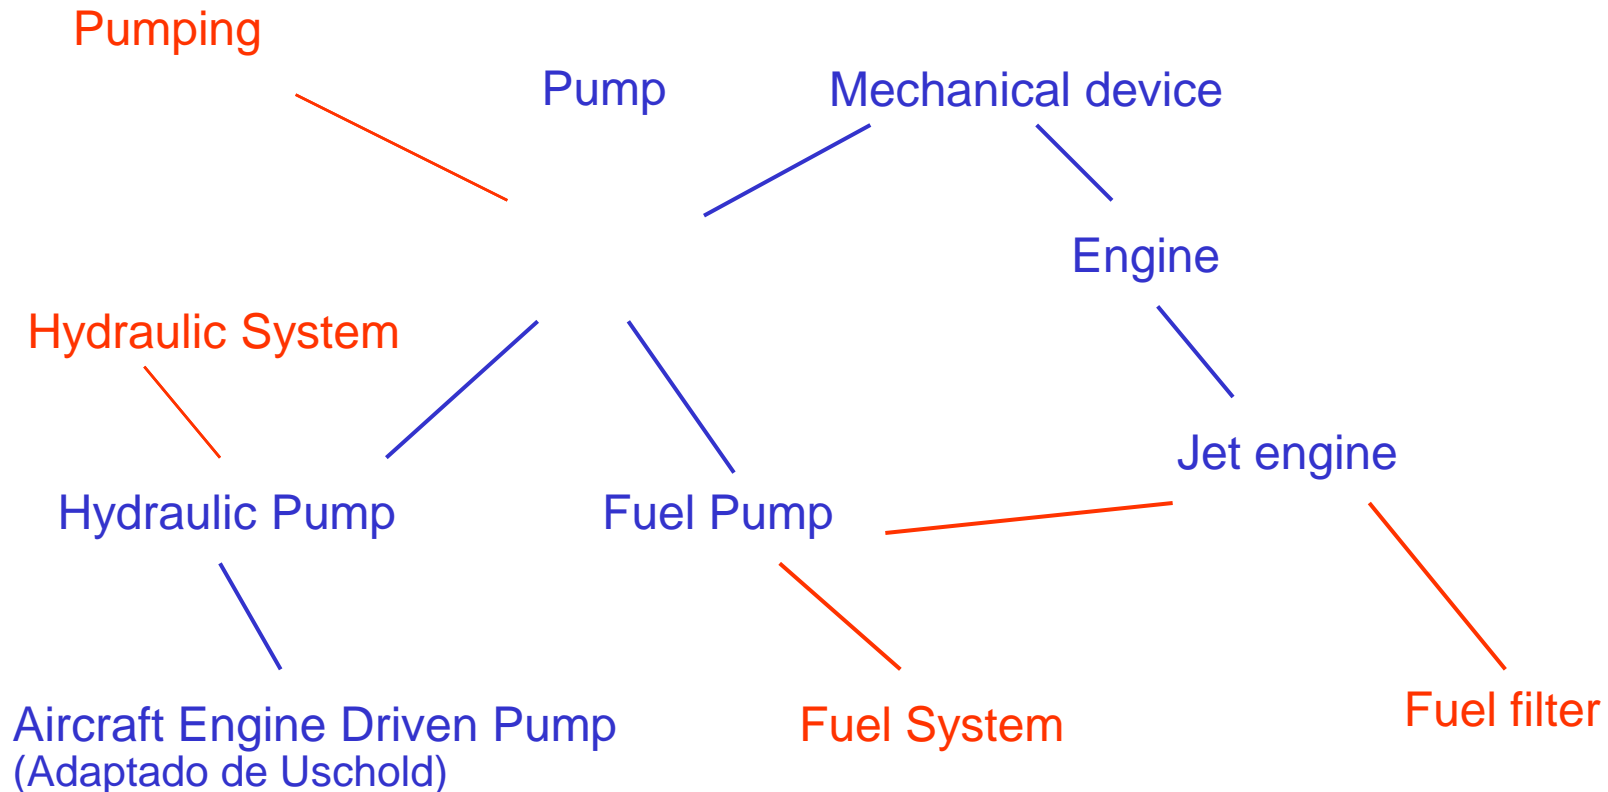 Pumping
Pump
Mechanical device
Engine
Hydraulic System
Jet engine
Hydraulic Pump
Fuel Pump
Aircraft Engine Driven Pump
(Adaptado de Uschold)
Fuel System
Fuel filter